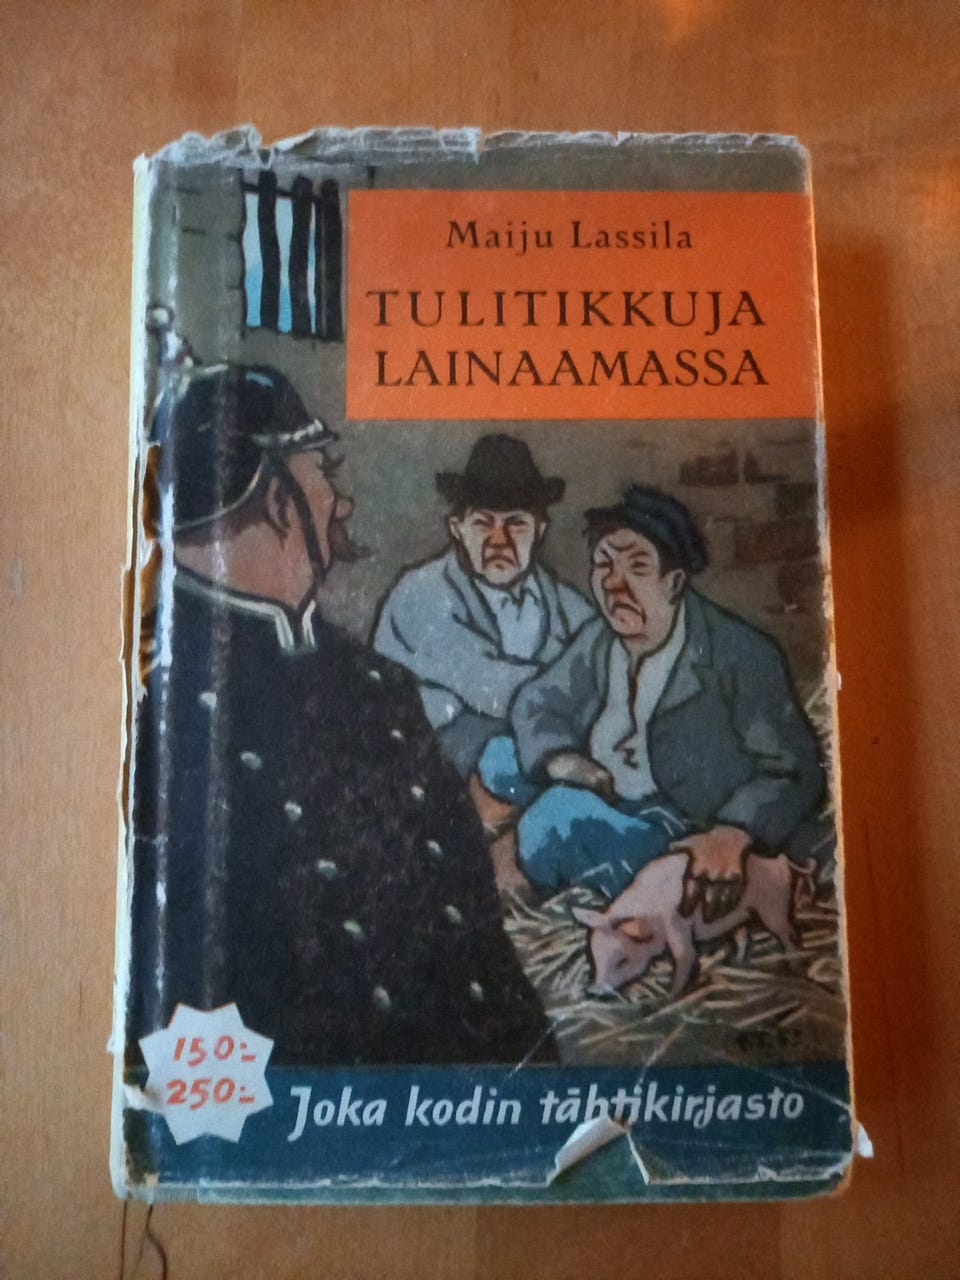 Maiju Lassila
TULITIKKUJA
LAINAAMASSA
150:-
250:-
Joka kodin tähtikirjasto